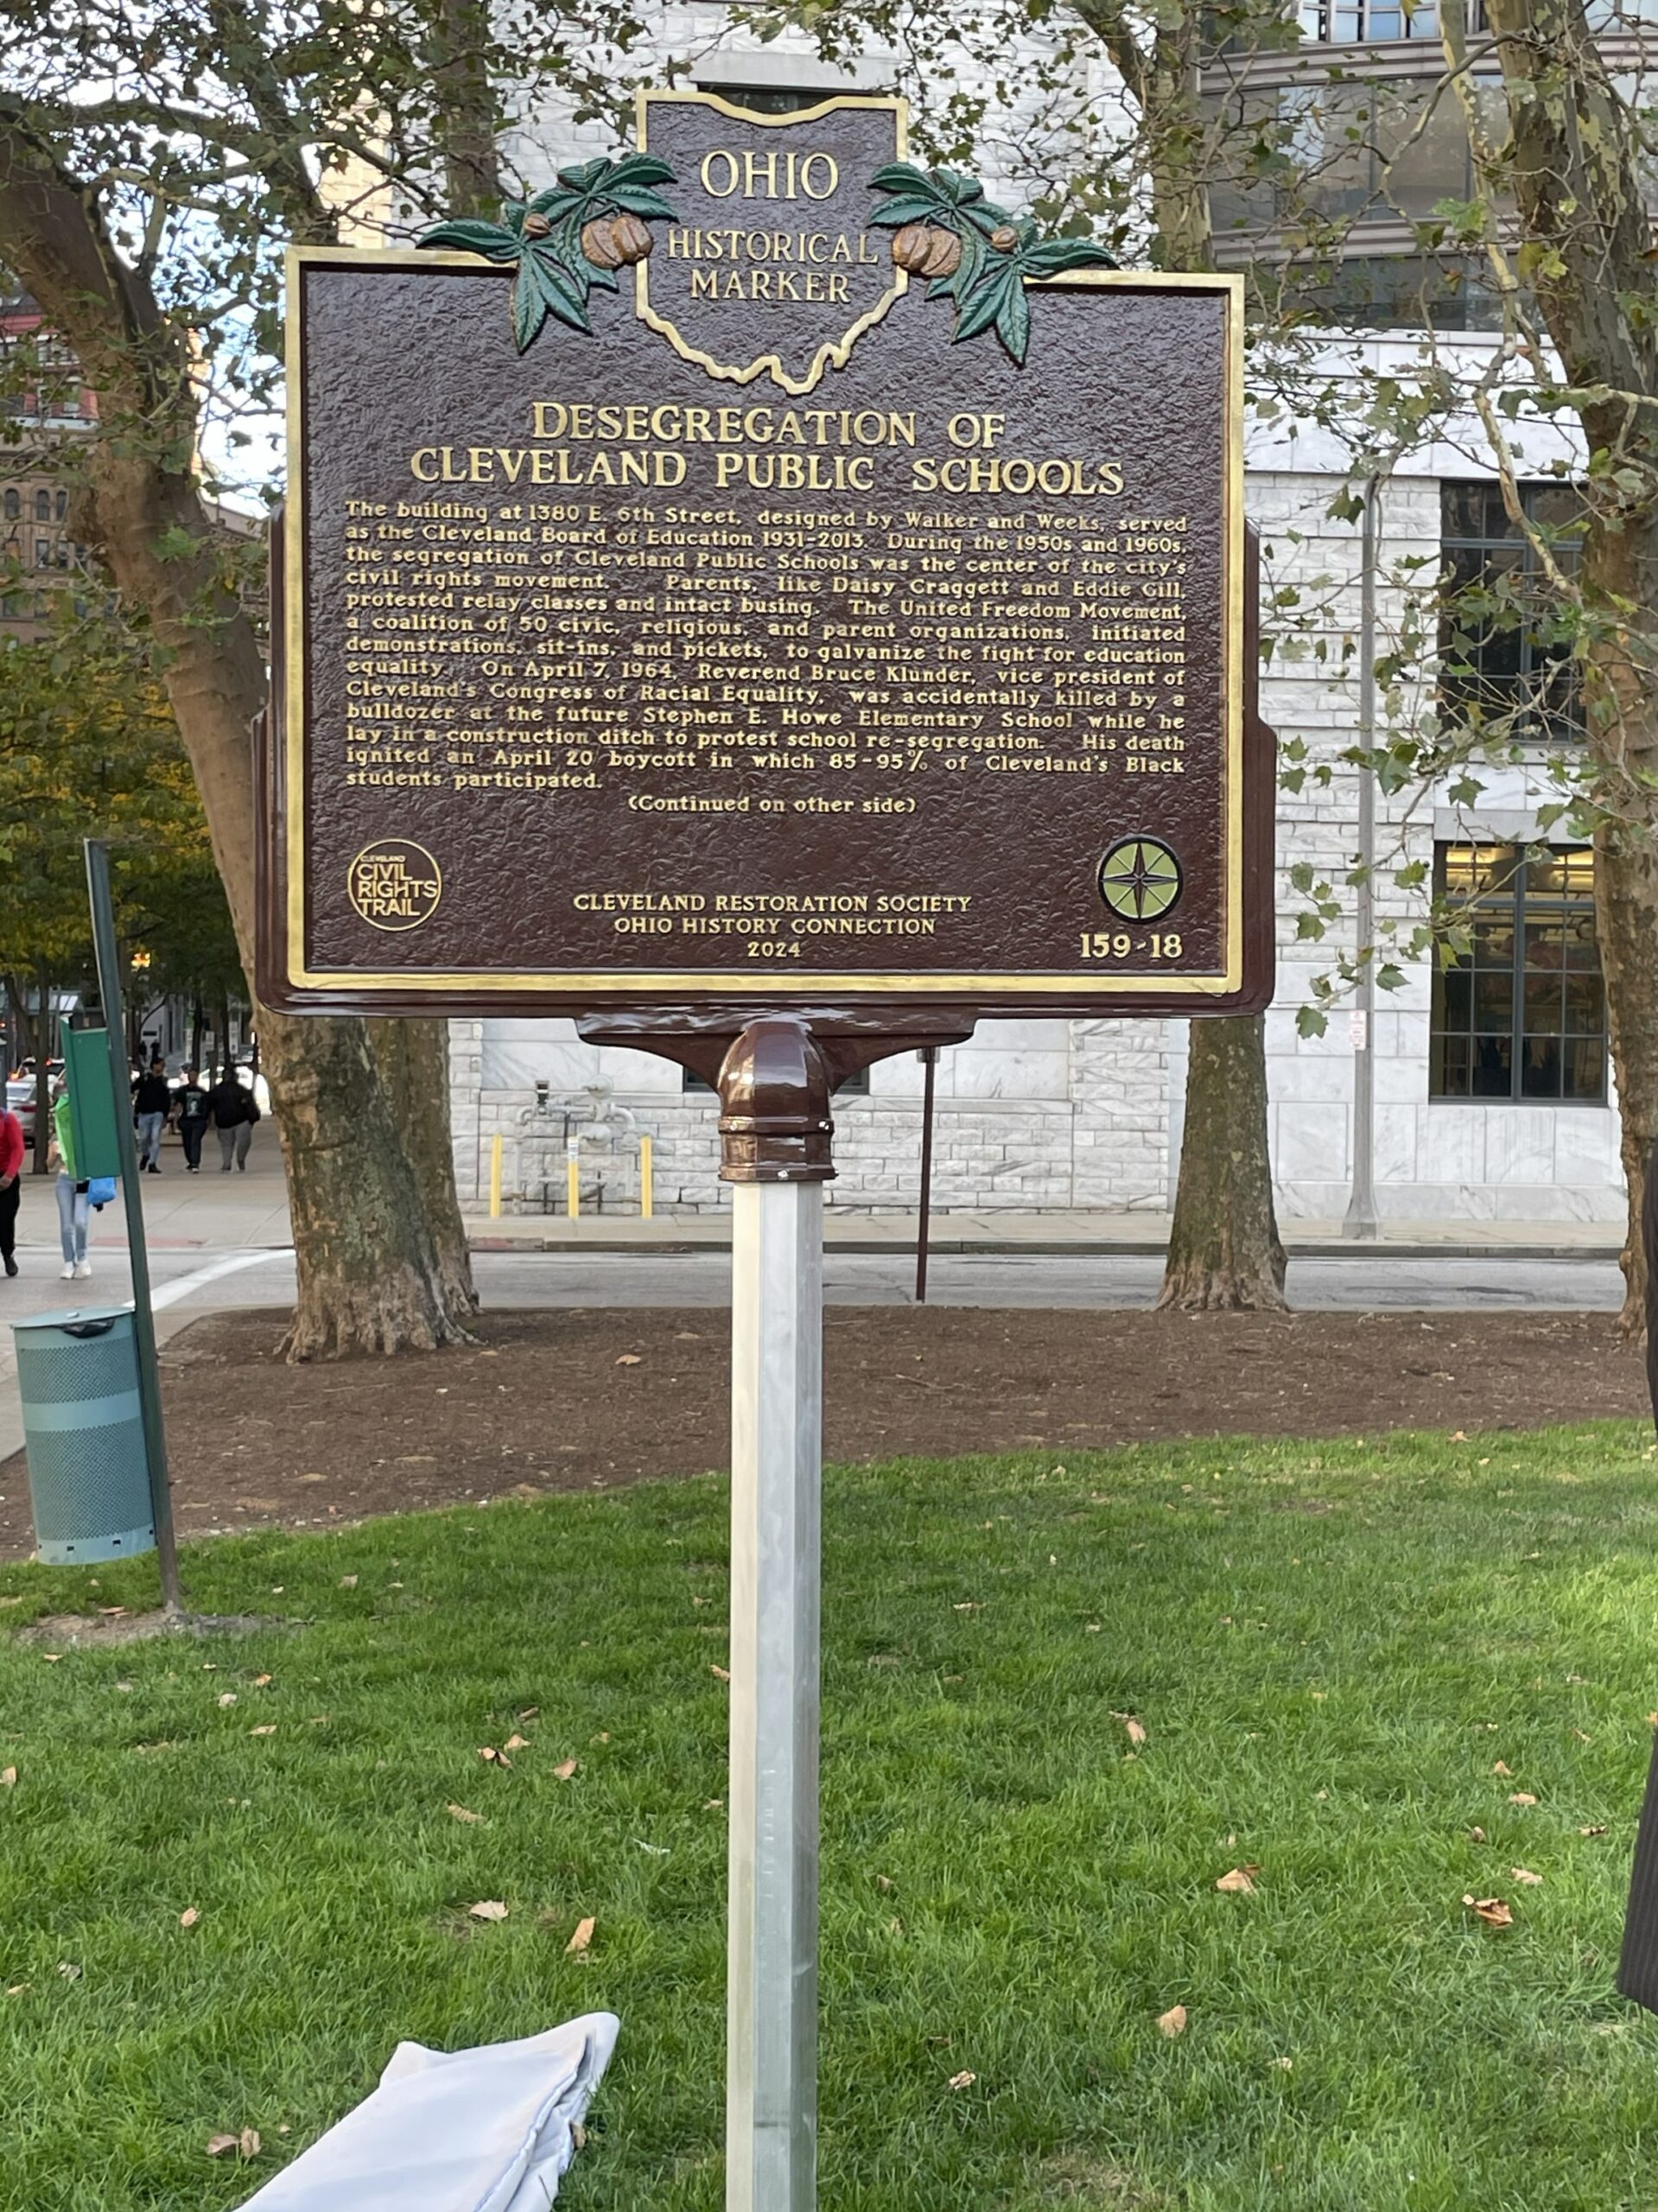 OHIO
HISTORICAL
MARKER
DESEGREGATION OF
CLEVELAND PUBLIC SCHOOLS
The building at 1380 E. 6th Street, designed by Walker and Weeks, served
as the Cleveland Board of Education 1931-2013. During the 1950s and 1960s,
the segregation of Cleveland Public Schools was the center of the city's
civil rights movement. Parents, like Daisy Craggett and Eddie Gill,
protested relay classes and intact busing. The United Freedom Movement,
a coalition of 50 civic, religious, and parent organizations, initiated
demonstrations, sit-ins, and pickets, to galvanize the fight for education
equality. On April 7, 1964, Reverend Bruce Klunder, vice president of
Cleveland's Congress of Racial Equality, was accidentally killed by a
bulldozer at the future Stephen E. Howe Elementary School while he
lay in a construction ditch to protest school re-segregation. His death
ignited an April 20 boycott in which 85-95% of Cleveland's Black
students participated.
(Continued on other side)
CLEVELAND
CIVIL
RIGHTS
TRAIL
CLEVELAND RESTORATION SOCIETY
OHIO HISTORY CONNECTION
2024
159-18